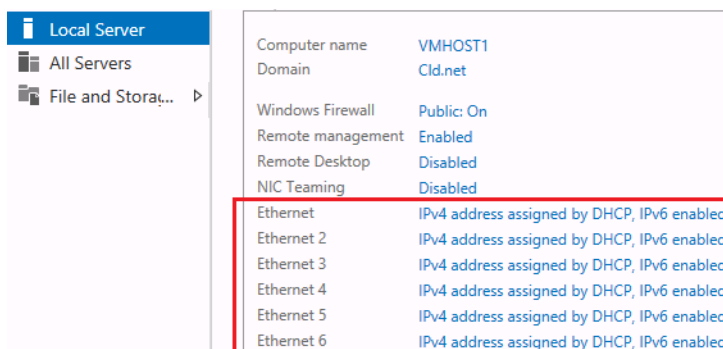 Local Server
All Servers
File and Storag...
Computer name VMHOST1
Domain Cld.net
Windows Firewall Public: On
Remote management Enabled
Remote Desktop Disabled
NIC Teaming Disabled
Ethernet IPv4 address assigned by DHCP, IPv6 enabled
Ethernet 2 IPv4 address assigned by DHCP, IPv6 enabled
Ethernet 3 IPv4 address assigned by DHCP, IPv6 enabled
Ethernet 4 IPv4 address assigned by DHCP, IPv6 enabled
Ethernet 5 IPv4 address assigned by DHCP, IPv6 enabled
Ethernet 6 IPv4 address assigned by DHCP, IPv6 enabled